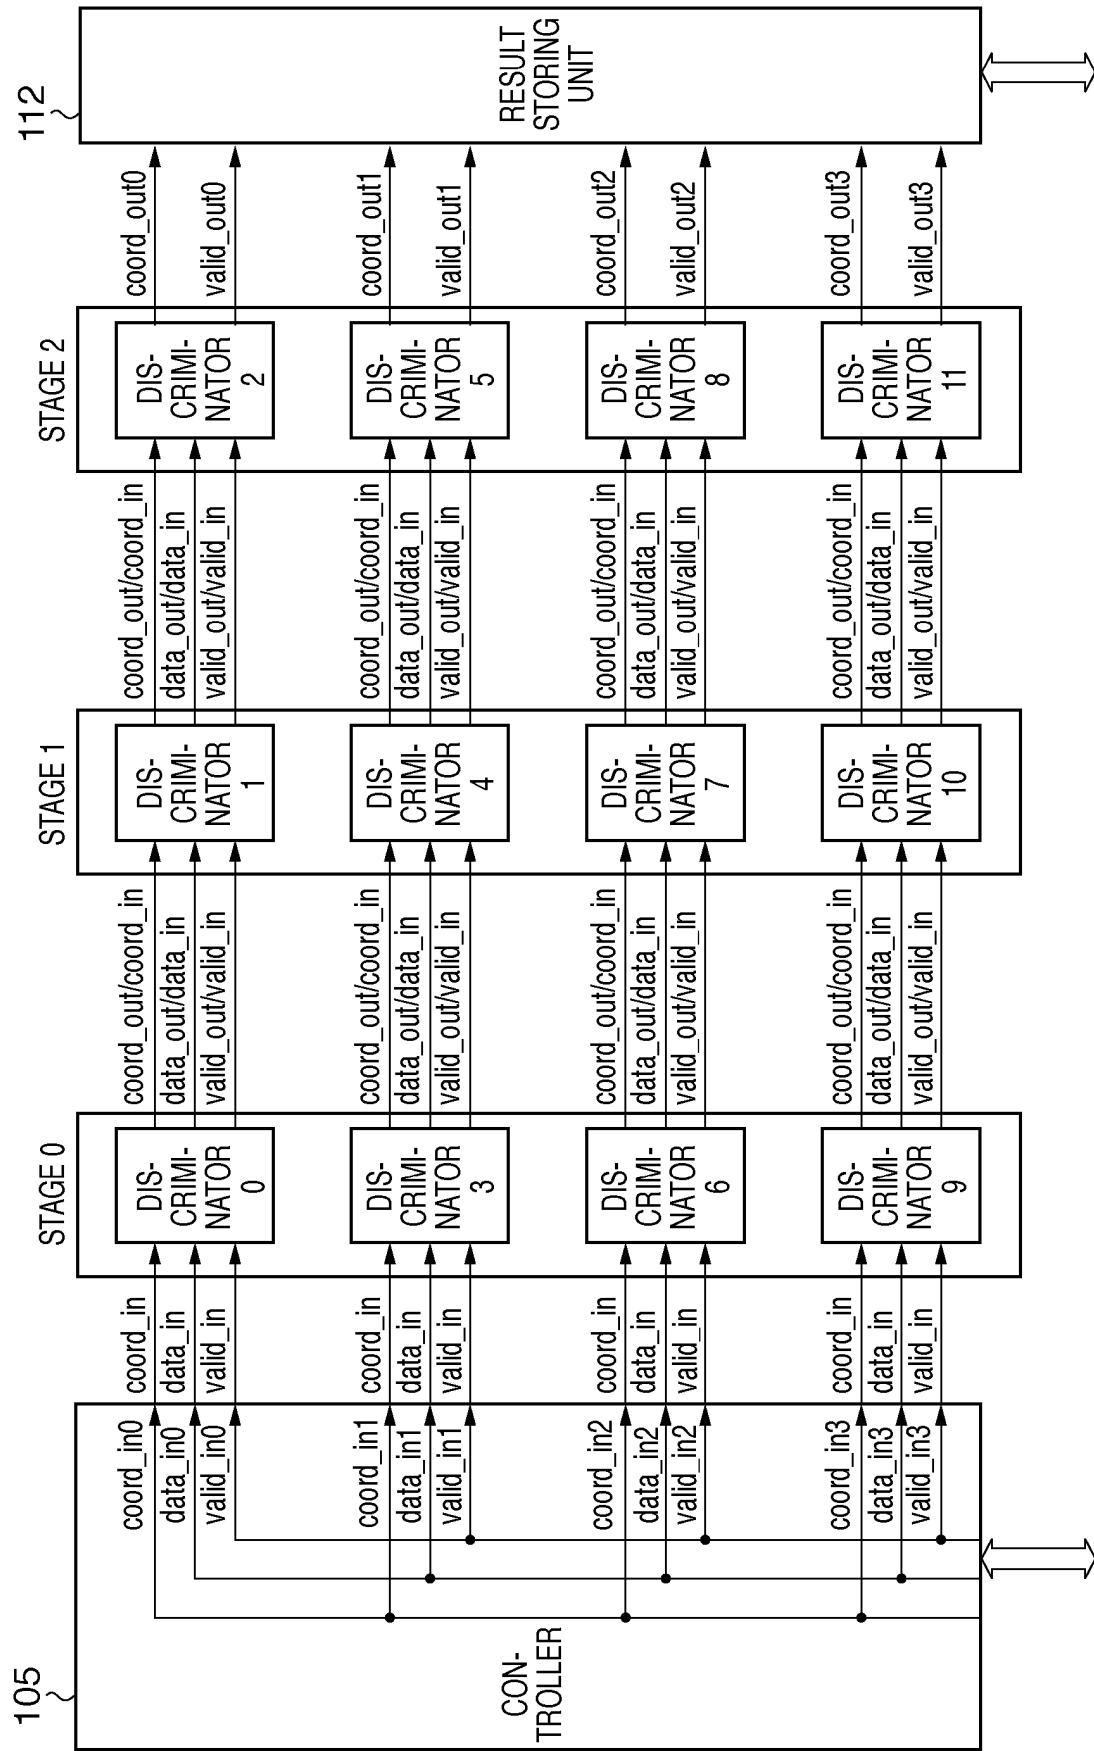 105
CON-
TROLLER
coord_in0
data_in0
valid_in0
coord_in1
data_in1
valid_in1
coord_in2
data_in2
valid_in2
coord_in3
data_in3
valid_in3
coord_in
data_in
valid_in
coord_in
data_in
valid_in
coord_in
data_in
valid_in
coord_in
data_in
valid_in
STAGE 0
DIS-
CRIMI-
NATOR
0
DIS-
CRIMI-
NATOR
3
DIS-
CRIMI-
NATOR
6
DIS-
CRIMI-
NATOR
9
coord_out/coord_in
data_out/data_in
valid_out/valid_in
coord_out/coord_in
data_out/data_in
valid_out/valid_in
coord_out/coord_in
data_out/data_in
valid_out/valid_in
coord_out/coord_in
data_out/data_in
valid_out/valid_in
STAGE 1
DIS-
CRIMI-
NATOR
1
DIS-
CRIMI-
NATOR
4
DIS-
CRIMI-
NATOR
7
DIS-
CRIMI-
NATOR
10
coord_out/coord_in
data_out/data_in
valid_out/valid_in
coord_out/coord_in
data_out/data_in
valid_out/valid_in
coord_out/coord_in
data_out/data_in
valid_out/valid_in
coord_out/coord_in
data_out/data_in
valid_out/valid_in
STAGE 2
DIS-
CRIMI-
NATOR
2
DIS-
CRIMI-
NATOR
5
DIS-
CRIMI-
NATOR
8
DIS-
CRIMI-
NATOR
11
coord_out0
valid_out0
coord_out1
valid_out1
coord_out2
valid_out2
coord_out3
valid_out3
112
RESULT
STORING
UNIT